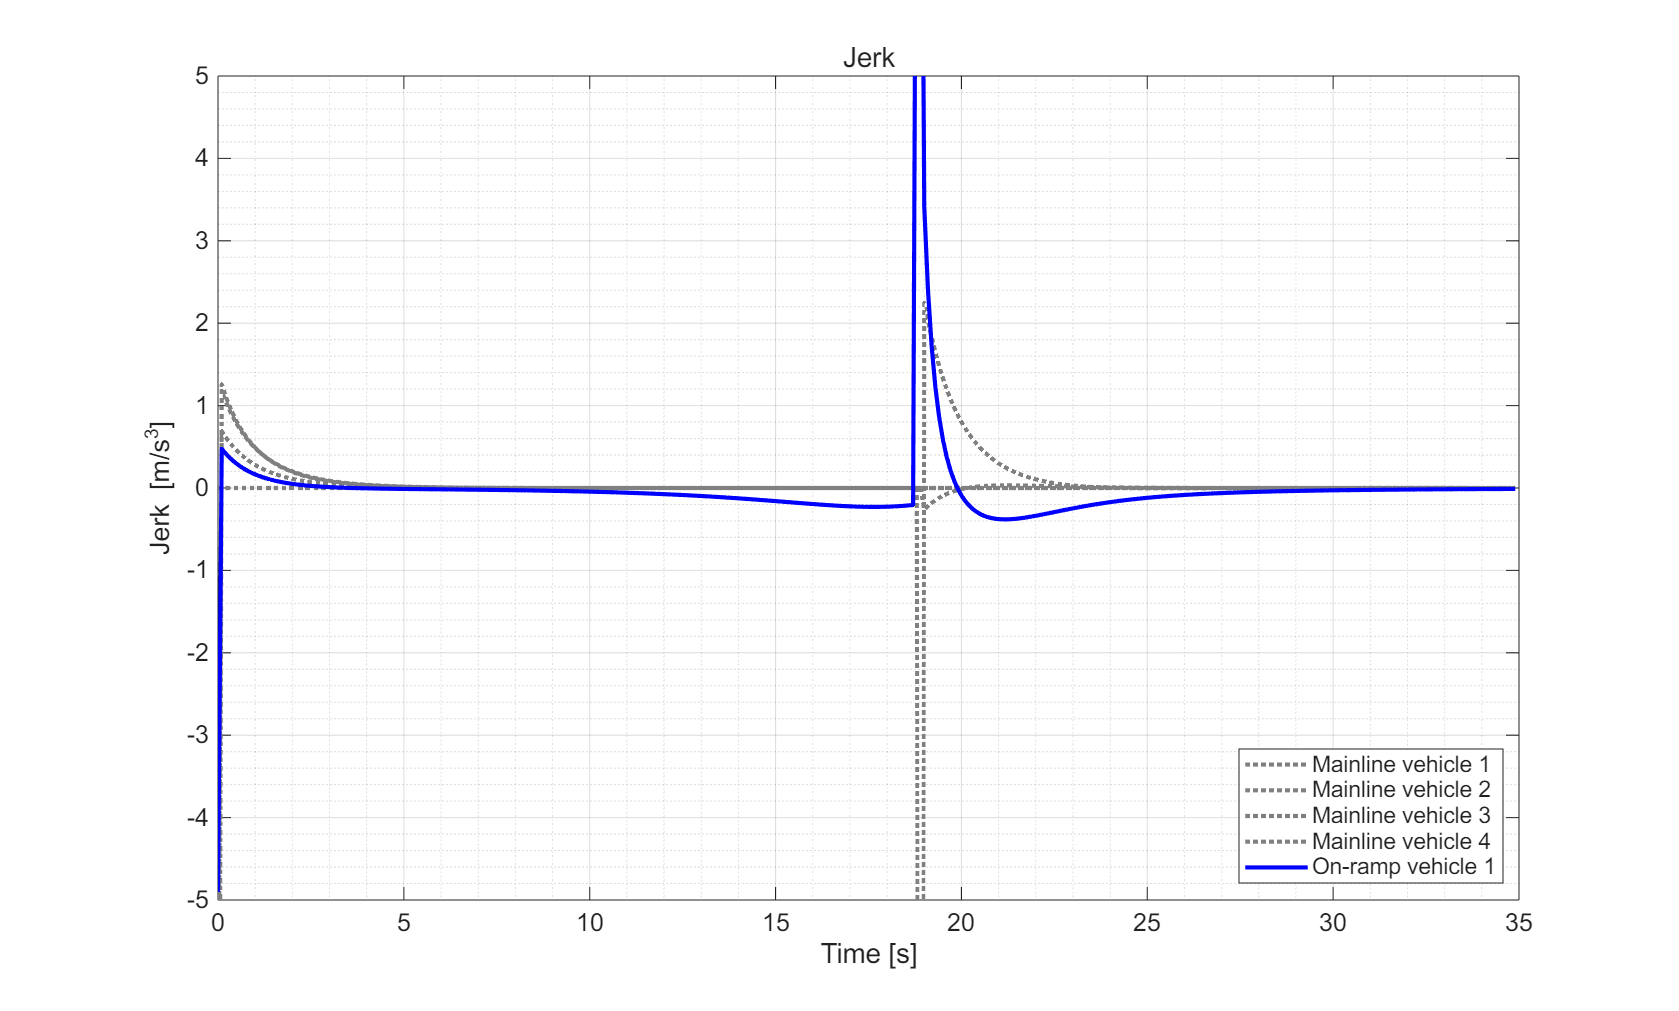 Jerk
5
4
3
2
1
0
-1
-2
-3
-4
-5
Jerk [m/s³]
0 5 10 15 20 25 30 35
Time [s]
Mainline vehicle 1
Mainline vehicle 2
Mainline vehicle 3
Mainline vehicle 4
On-ramp vehicle 1